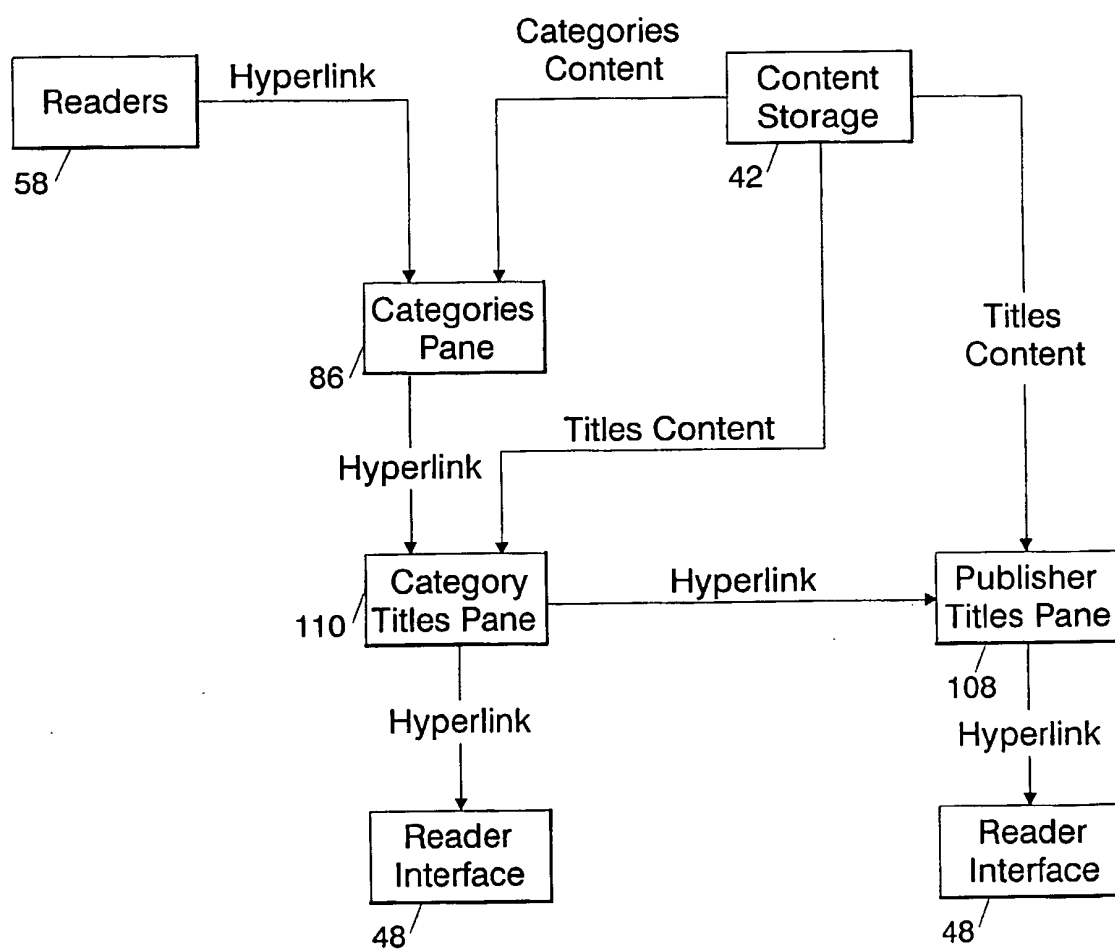 Categories
Content
Hyperlink
Readers
Content
Storage
58
42
Categories
Pane
86
Titles
Content
Titles Content
Hyperlink
Category
Titles Pane
110
Hyperlink
Publisher
Titles Pane
108
Hyperlink
Hyperlink
Reader
Interface
48
Reader
Interface
48